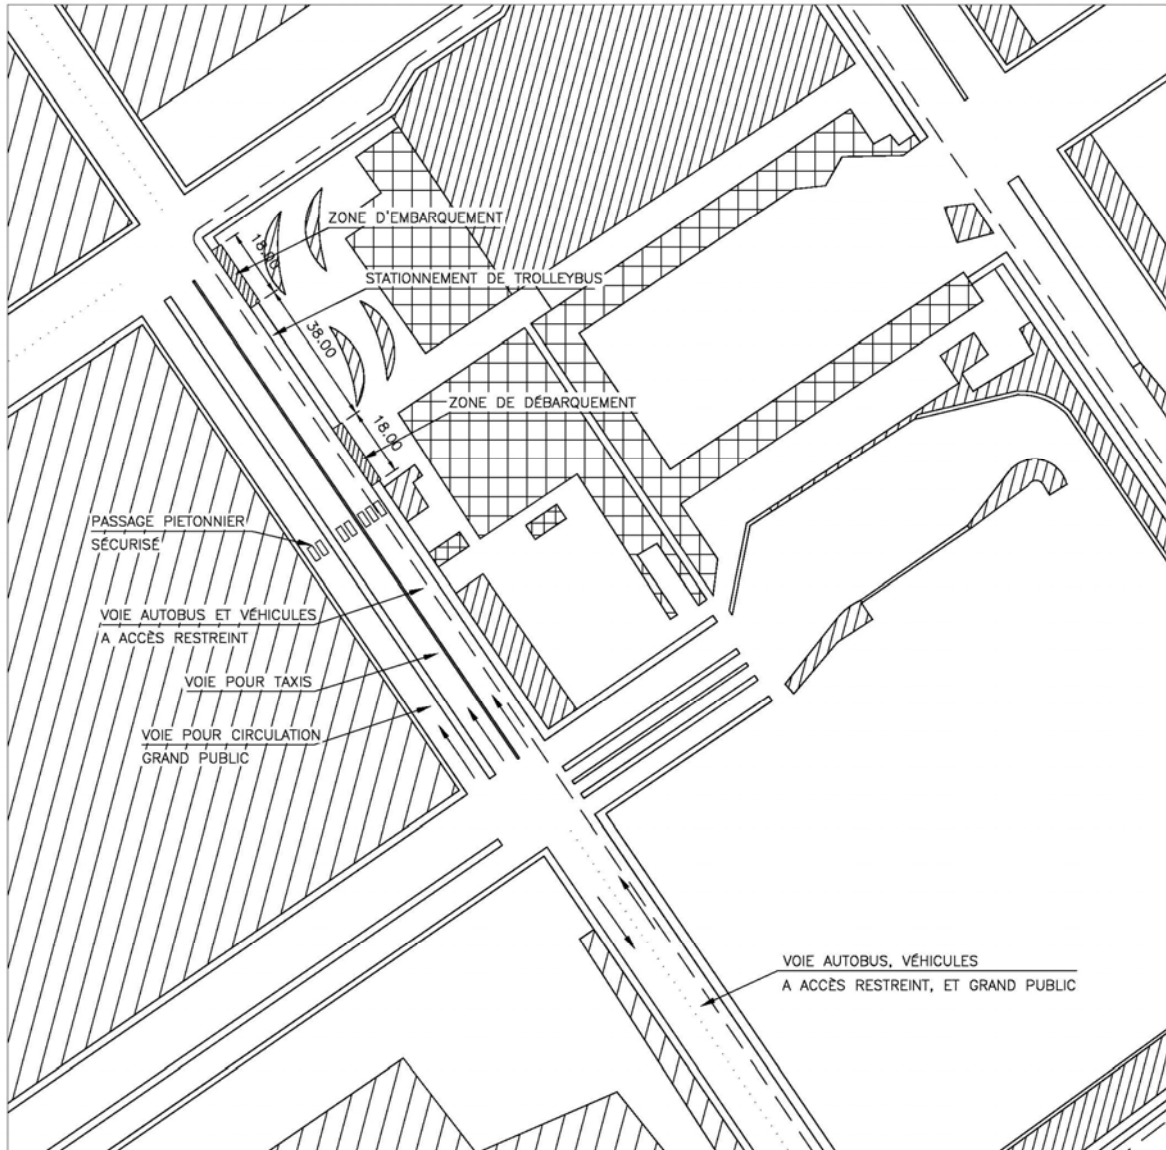 ZONE D'EMBARQUEMENT
18.00
STATIONNEMENT DE TROLLEYBUS
38.00
ZONE DE DÉBARQUEMENT
18.00
PASSAGE PIETONNIER
SÉCURISÉ
VOIE AUTOBUS ET VÉHICULES
A ACCÈS RESTREINT
VOIE POUR TAXIS
VOIE POUR CIRCULATION
GRAND PUBLIC
VOIE AUTOBUS, VÉHICULES
A ACCÈS RESTREINT, ET GRAND PUBLIC